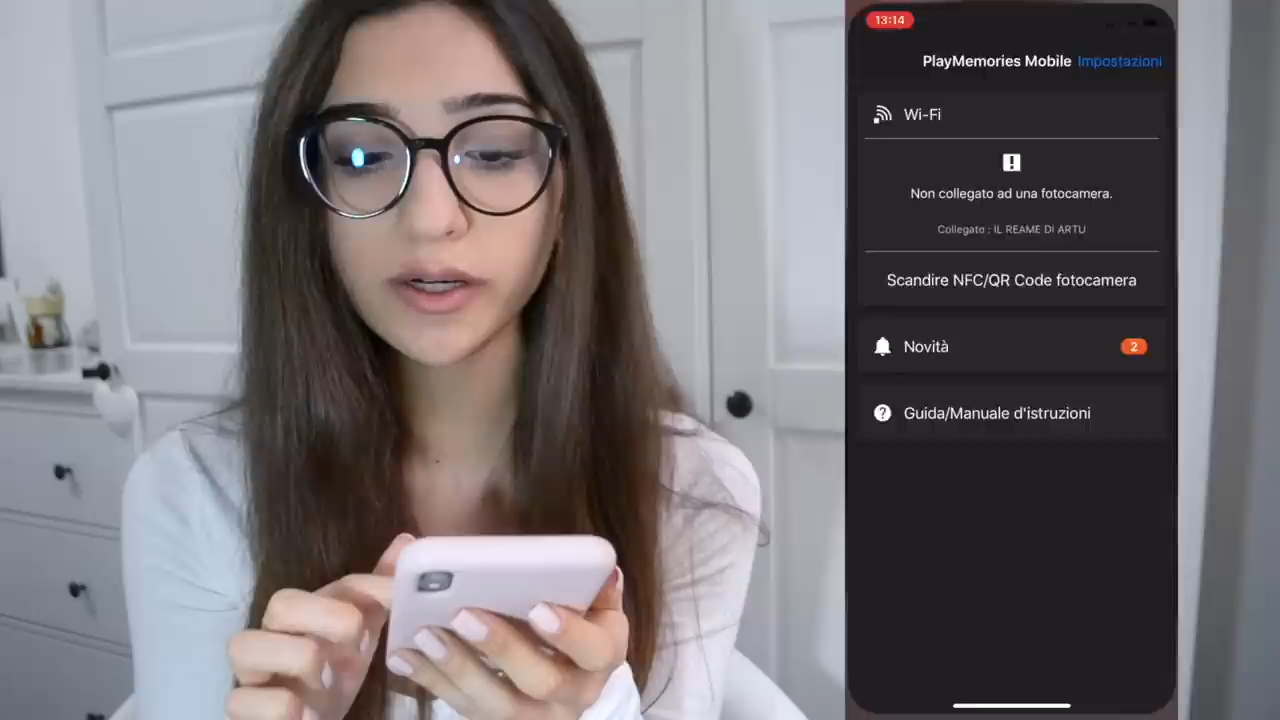 13:14
PlayMemories Mobile Impostazioni
Wi-Fi
Non collegato ad una fotocamera.
Collegato : IL REAME DI ARTU
Scandire NFC/QR Code fotocamera
Novità 2
Guida/Manuale d'istruzioni